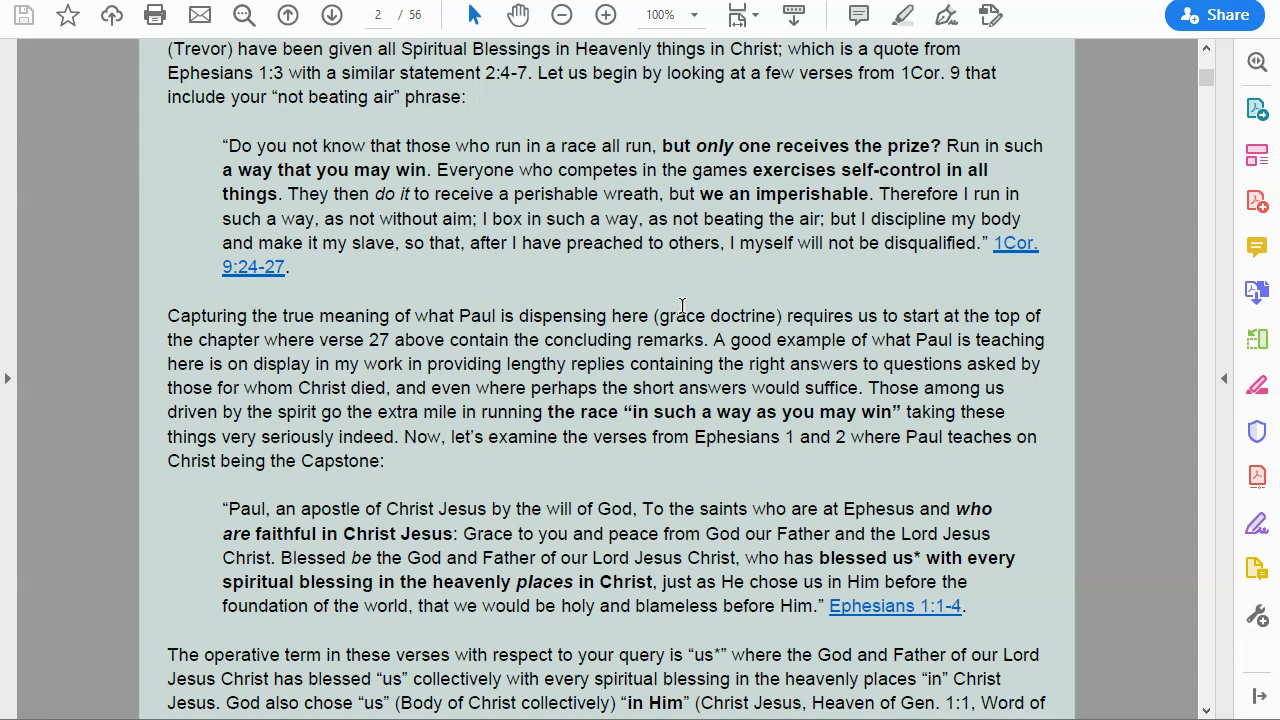 2 / 56
100%
Share
(Trevor) have been given all Spiritual Blessings in Heavenly things in Christ; which is a quote from
Ephesians 1:3 with a similar statement 2:4-7. Let us begin by looking at a few verses from 1Cor. 9 that
include your “not beating air” phrase:
“Do you not know that those who run in a race all run, but only one receives the prize? Run in such
a way that you may win. Everyone who competes in the games exercises self-control in all
things. They then do it to receive a perishable wreath, but we an imperishable. Therefore I run in
such a way, as not without aim; I box in such a way, as not beating the air; but I discipline my body
and make it my slave, so that, after I have preached to others, I myself will not be disqualified.” 1Cor.
9:24-27.
Capturing the true meaning of what Paul is dispensing here (grace doctrine) requires us to start at the top of
the chapter where verse 27 above contain the concluding remarks. A good example of what Paul is teaching
here is on display in my work in providing lengthy replies containing the right answers to questions asked by
those for whom Christ died, and even where perhaps the short answers would suffice. Those among us
driven by the spirit go the extra mile in running the race “in such a way as you may win” taking these
things very seriously indeed. Now, let’s examine the verses from Ephesians 1 and 2 where Paul teaches on
Christ being the Capstone:
“Paul, an apostle of Christ Jesus by the will of God, To the saints who are at Ephesus and who
are faithful in Christ Jesus: Grace to you and peace from God our Father and the Lord Jesus
Christ. Blessed be the God and Father of our Lord Jesus Christ, who has blessed us* with every
spiritual blessing in the heavenly places in Christ, just as He chose us in Him before the
foundation of the world, that we would be holy and blameless before Him.” Ephesians 1:1-4.
The operative term in these verses with respect to your query is “us*” where the God and Father of our Lord
Jesus Christ has blessed “us” collectively with every spiritual blessing in the heavenly places “in” Christ
Jesus. God also chose “us” (Body of Christ collectively) “in Him” (Christ Jesus, Heaven of Gen. 1:1, Word of